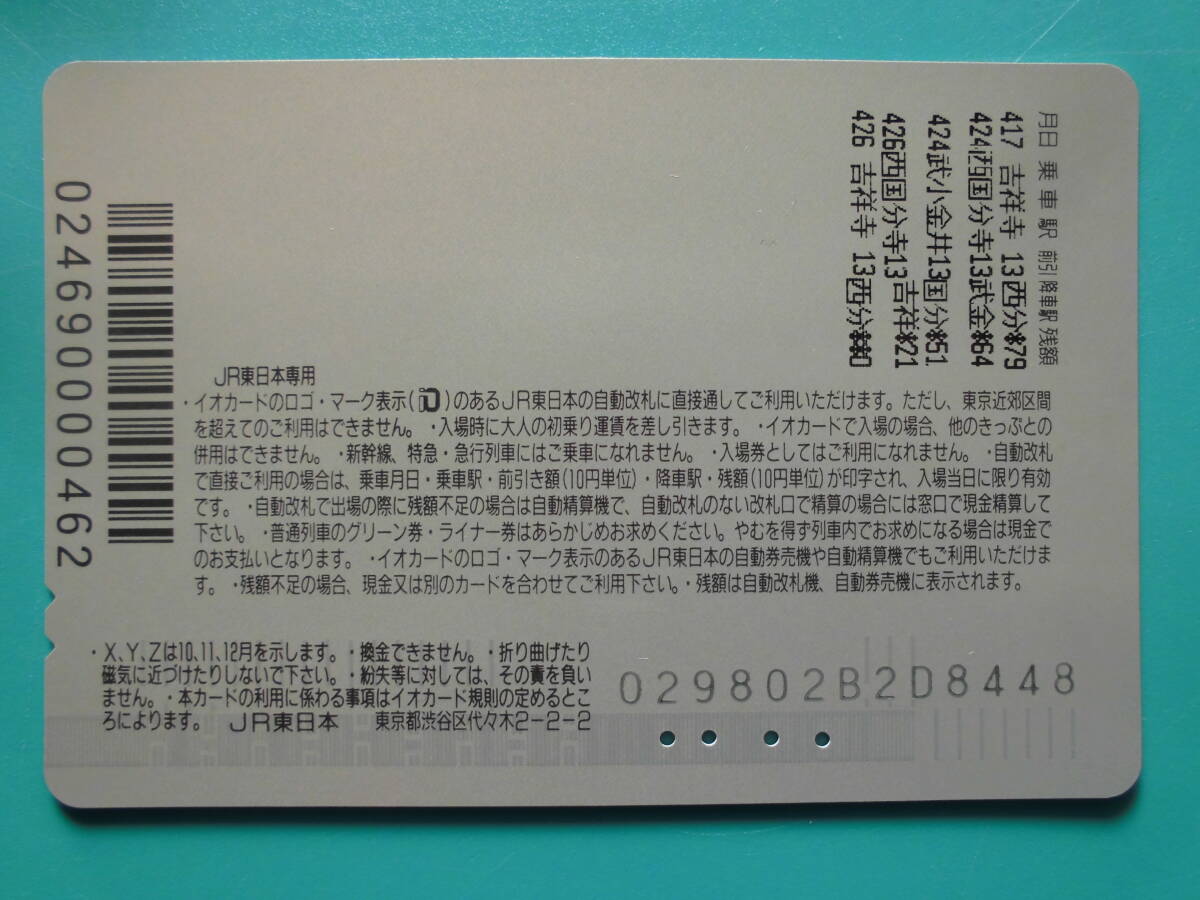 月日 乗車駅 前引 降車駅 残額
417 吉祥寺 13西分*79
424西国分寺13武金*64
424武小金井13国分*51
426西国分寺13吉祥*21
426 吉祥寺 13西分**0
0246900000462
JR東日本専用
・イオカードのロゴ・マーク表示(iO)のあるJR東日本の自動改札に直接通してご利用いただけます。ただし、東京近郊区間
を超えてのご利用はできません。 ・入場時に大人の初乗り運賃を差し引きます。 ・イオカードで入場の場合、他のきっぷとの
併用はできません。 ・新幹線、特急・急行列車にはご乗車になれません。 ・入場券としてはご利用になれません。 ・自動改札
で直接ご利用の場合は、乗車月日・乗車駅・前引き額(10円単位)・降車駅・残額(10円単位)が印字され、入場当日に限り有効
です。 ・自動改札で出場の際に残額不足の場合は自動精算機で、自動改札のない改札口で精算の場合には窓口で現金精算して
下さい。 ・普通列車のグリーン券・ライナー券はあらかじめお求めください。やむを得ず列車内でお求めになる場合は現金で
のお支払いとなります。 ・イオカードのロゴ・マーク表示のあるJR東日本の自動券売機や自動精算機でもご利用いただけま
す。 ・残額不足の場合、現金又は別のカードを合わせてご利用下さい。・残額は自動改札機、自動券売機に表示されます。
・X、Y、Zは10、11、12月を示します。・換金できません。・折り曲げたり
磁気に近づけたりしないで下さい。・紛失等に対しては、その責を負い
ません。・本カードの利用に係わる事項はイオカード規則の定めるとこ
ろによります。 JR東日本 東京都渋谷区代々木2-2-2
029802B2D8448